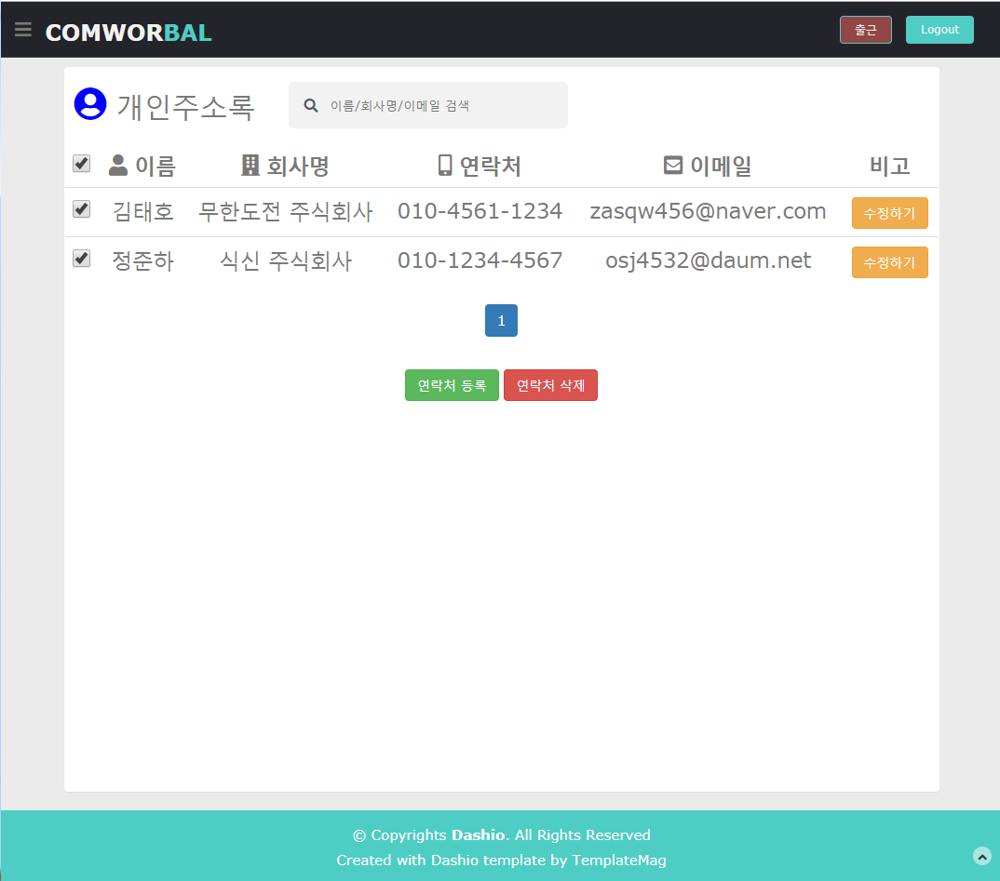 COMWORBAL 출근 Logout
개인주소록 이름/회사명/이메일 검색
이름 회사명 연락처 이메일 비고
김태호 무한도전 주식회사 010-4561-1234 zasqw456@naver.com 수정하기
정준하 식신 주식회사 010-1234-4567 osj4532@daum.net 수정하기
1
연락처 등록 연락처 삭제
© Copyrights Dashio. All Rights Reserved
Created with Dashio template by TemplateMag